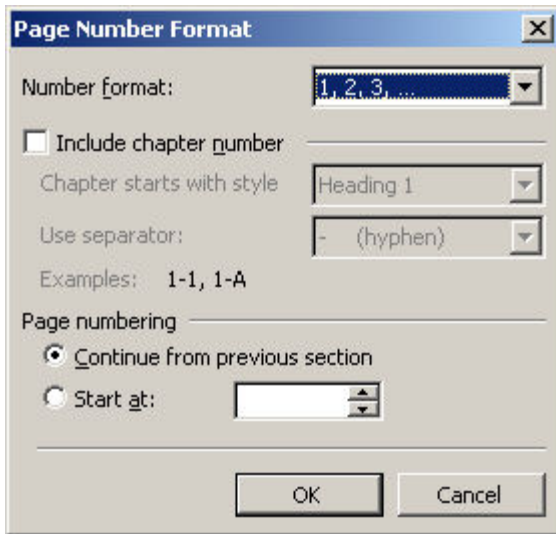 Page Number Format
Number format: 1, 2, 3, ...
Include chapter number
Chapter starts with style Heading 1
Use separator: - (hyphen)
Examples: 1-1, 1-A
Page numbering
Continue from previous section
Start at:
OK Cancel